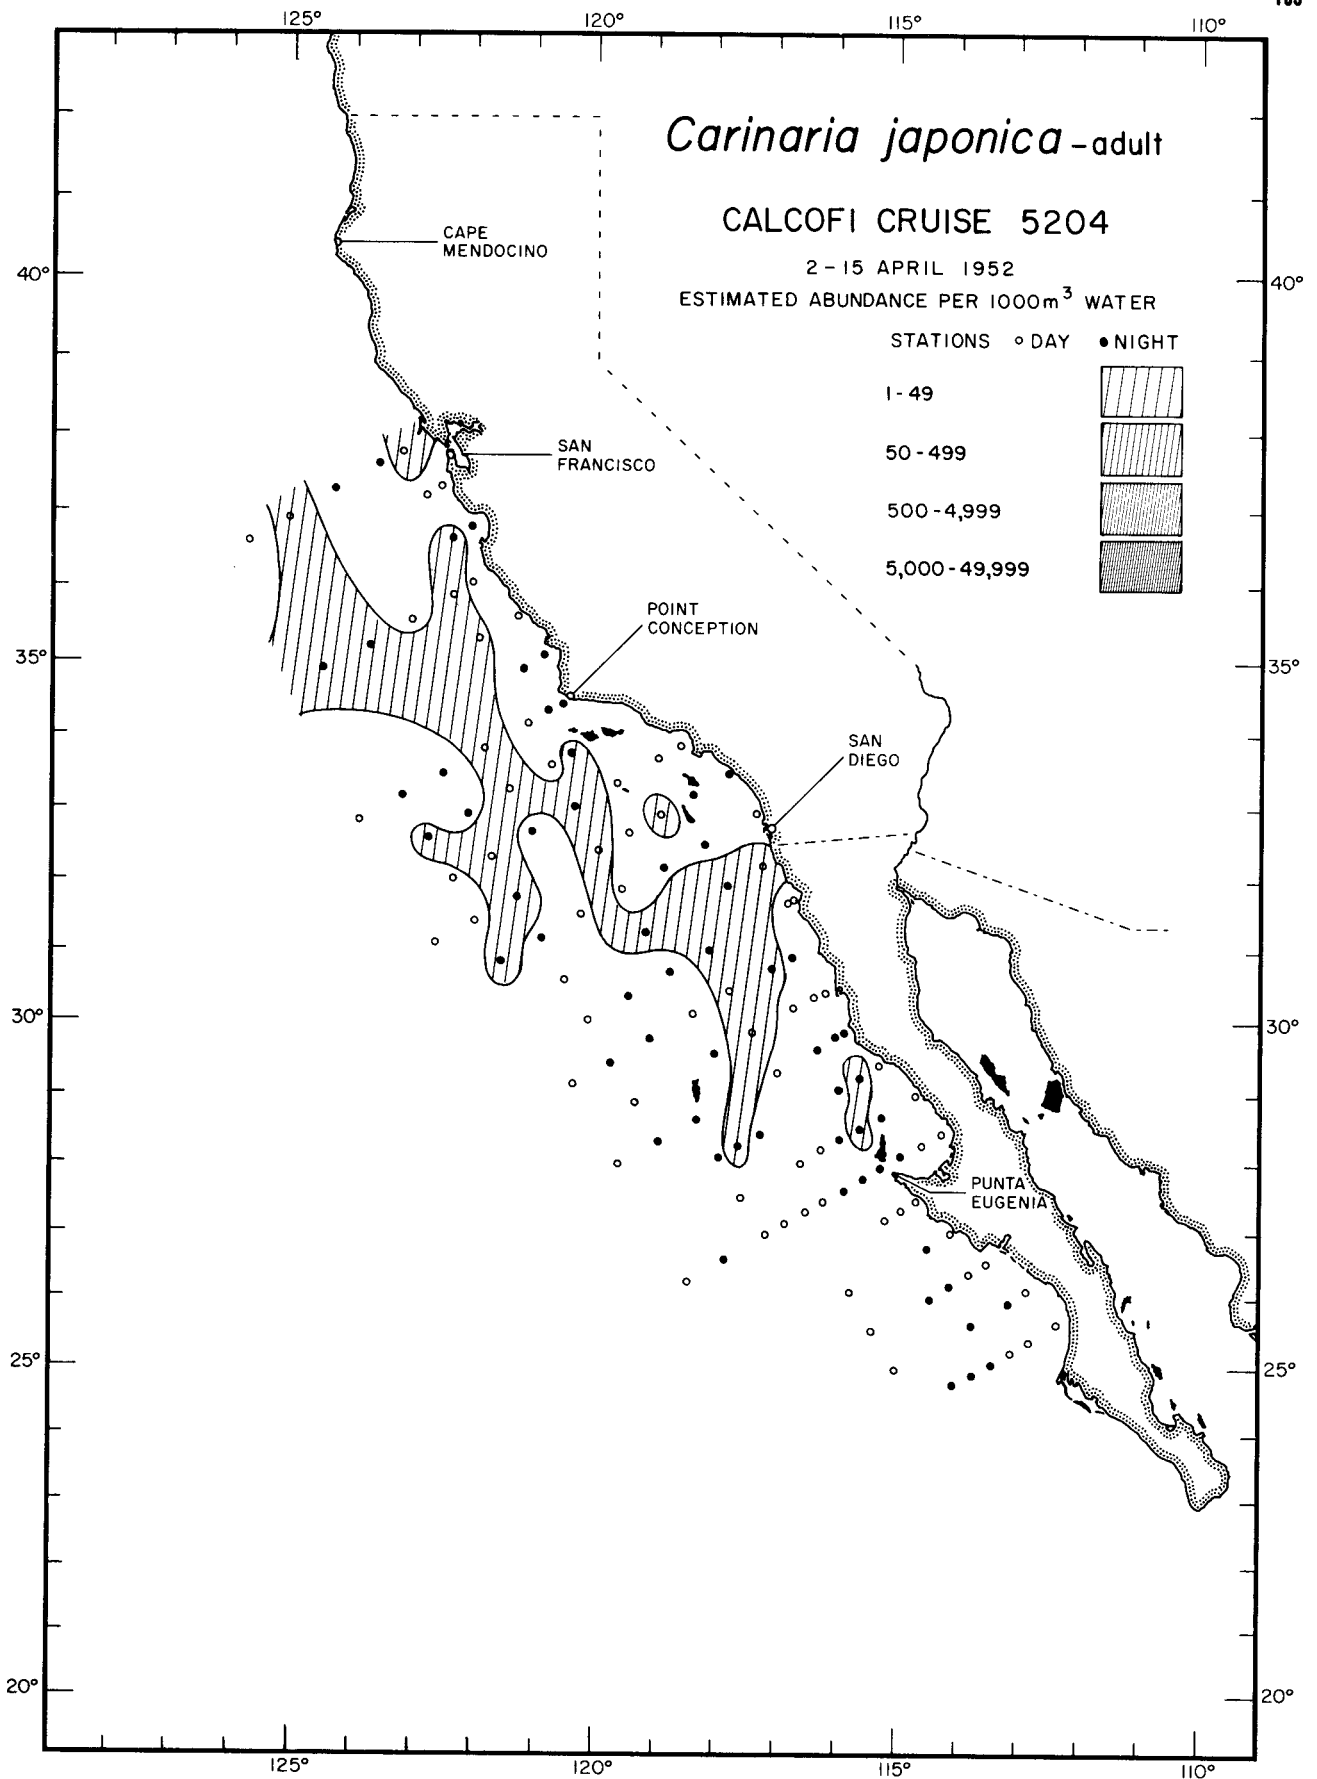 125° 120° 115° 110°
Carinaria japonica – adult
CALCOFI CRUISE 5204
2 – 15 APRIL 1952
ESTIMATED ABUNDANCE PER 1000m³ WATER
STATIONS ○ DAY ● NIGHT
1 - 49
50 - 499
500 - 4,999
5,000 - 49,999
CAPE
MENDOCINO
40° 40°
SAN
FRANCISCO
POINT
CONCEPTION
35° 35°
SAN
DIEGO
30° 30°
PUNTA
EUGENIA
25° 25°
20° 20°
125° 120° 115° 110°